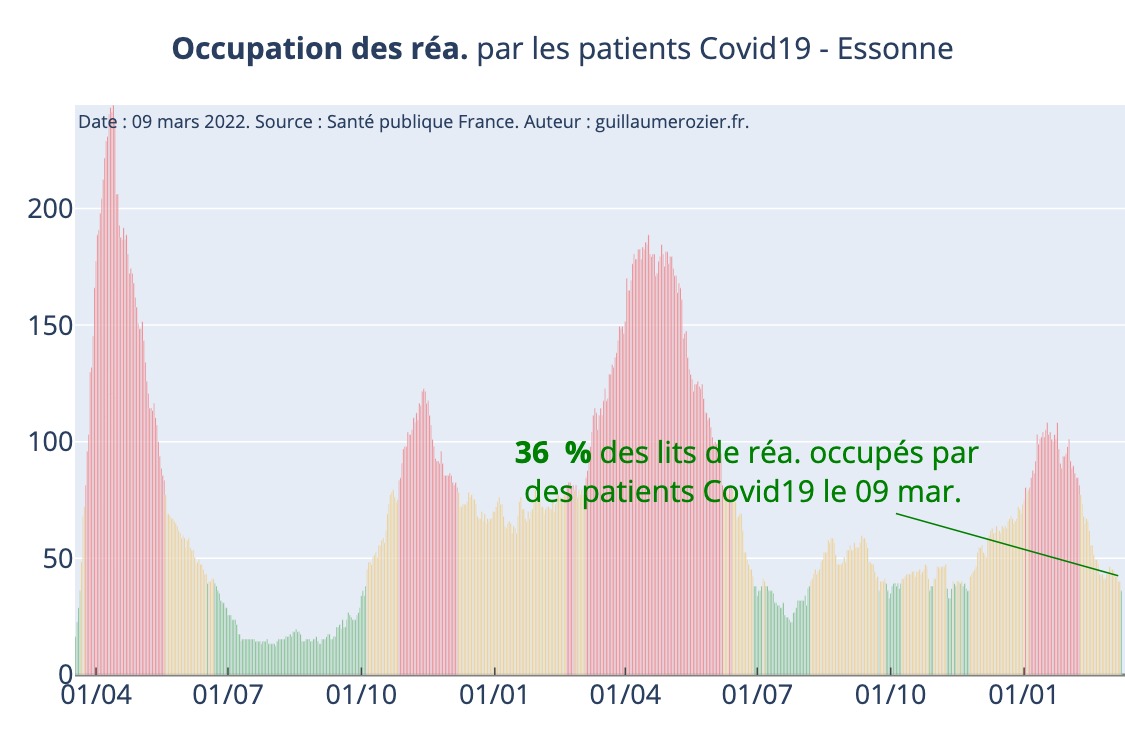 Occupation des réa. par les patients Covid19 - Essonne
Date : 09 mars 2022. Source : Santé publique France. Auteur : guillaumerozier.fr.
200
150
100
36 % des lits de réa. occupés par
des patients Covid19 le 09 mar.
50
0
01/04 01/07 01/10 01/01 01/04 01/07 01/10 01/01